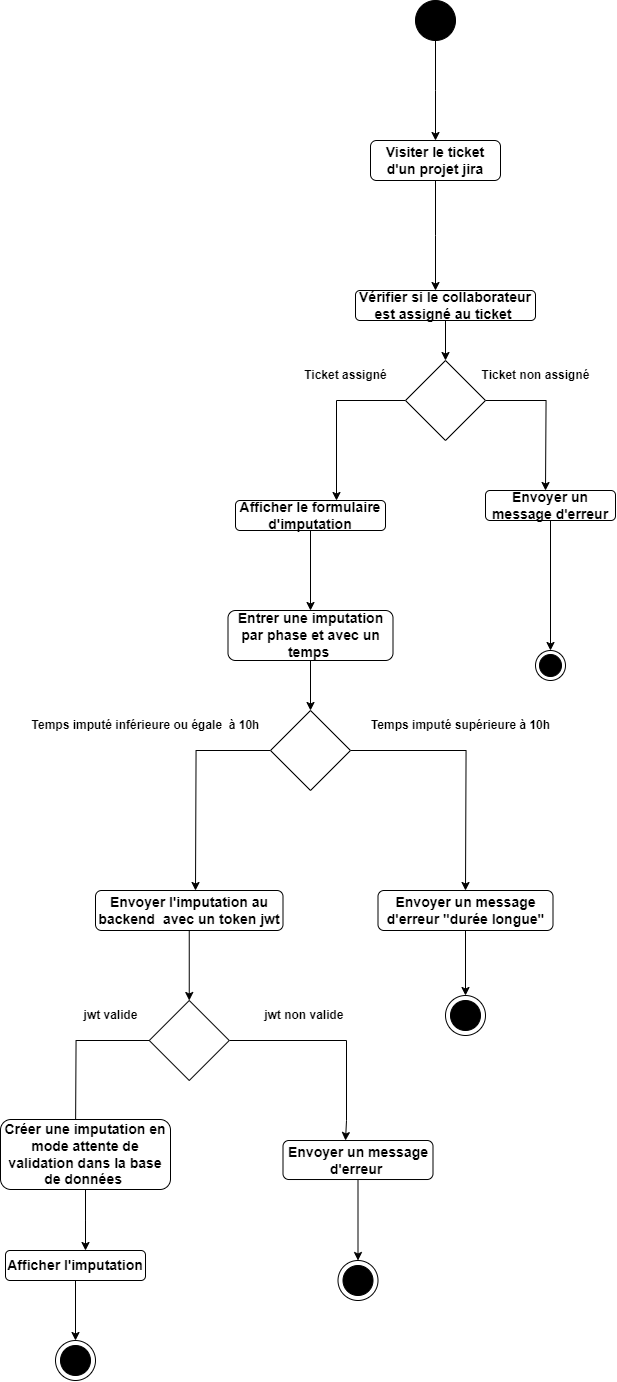 Visiter le ticket
d'un projet jira
Vérifier si le collaborateur
est assigné au ticket
Ticket assigné
Ticket non assigné
Afficher le formulaire
d'imputation
Envoyer un
message d'erreur
Entrer une imputation
par phase et avec un
temps
Temps imputé inférieure ou égale  à 10h
Temps imputé supérieure à 10h
Envoyer l'imputation au
backend  avec un token jwt
Envoyer un message
d'erreur "durée longue"
jwt valide
jwt non valide
Créer une imputation en
mode attente de
validation dans la base
de données
Envoyer un message
d'erreur
Afficher l'imputation